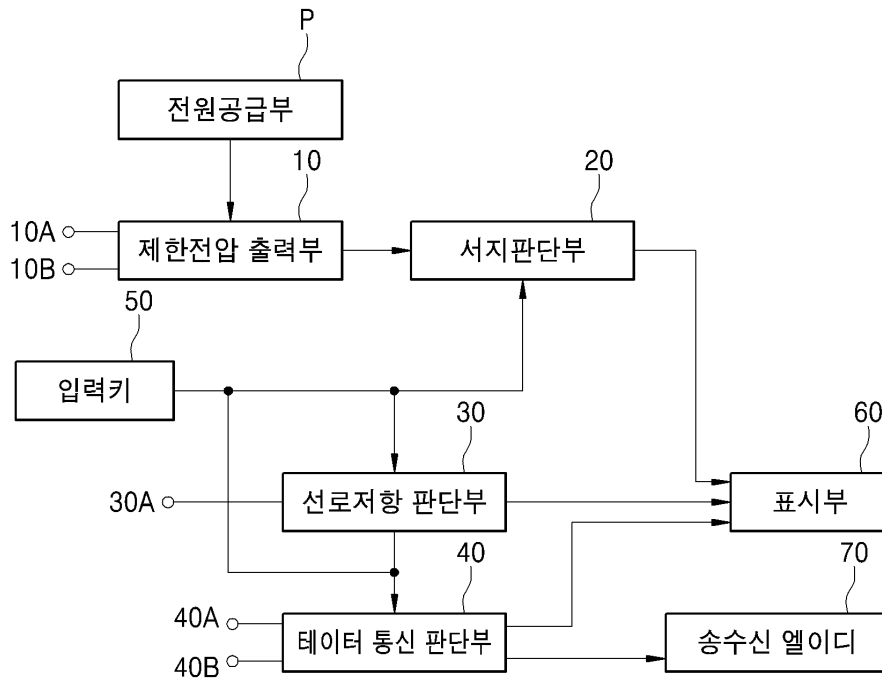 P
전원공급부
10
20
10A
제한전압 출력부
서지판단부
10B
50
입력키
30
60
30A
선로저항 판단부
표시부
40
70
40A
테이터 통신 판단부
송수신 엘이디
40B